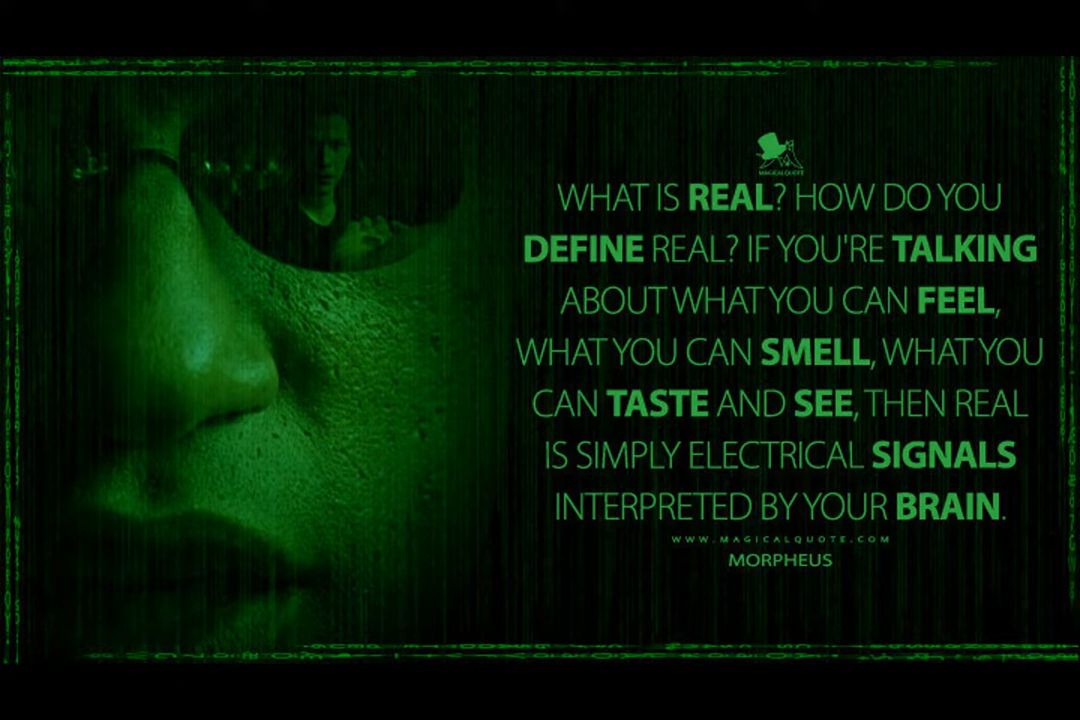 MAGICALQUOTE
WHAT IS REAL? HOW DO YOU
DEFINE REAL? IF YOU'RE TALKING
ABOUT WHAT YOU CAN FEEL,
WHAT YOU CAN SMELL, WHAT YOU
CAN TASTE AND SEE, THEN REAL
IS SIMPLY ELECTRICAL SIGNALS
INTERPRETED BY YOUR BRAIN.
WWW.MAGICALQUOTE.COM
MORPHEUS